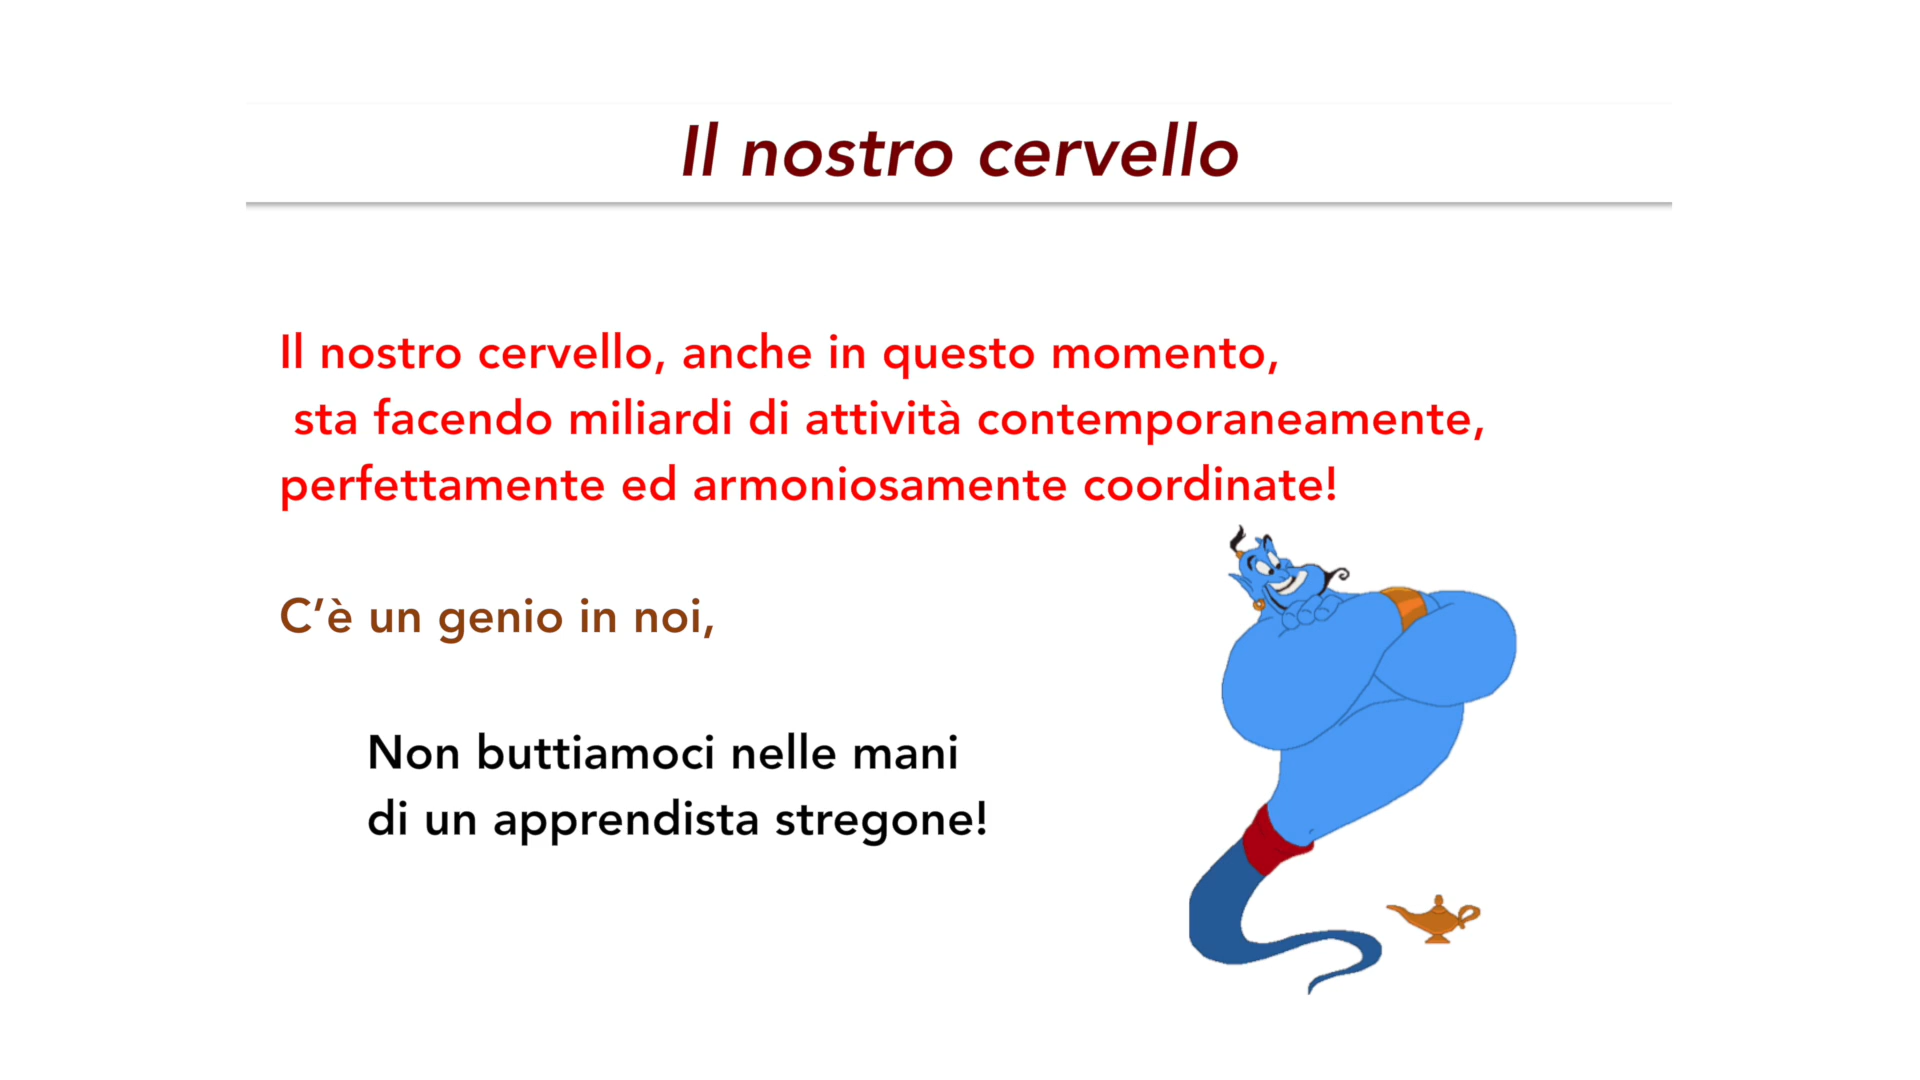 Il nostro cervello
Il nostro cervello, anche in questo momento,
sta facendo miliardi di attività contemporaneamente,
perfettamente ed armoniosamente coordinate!
C’è un genio in noi,
Non buttiamoci nelle mani
di un apprendista stregone!